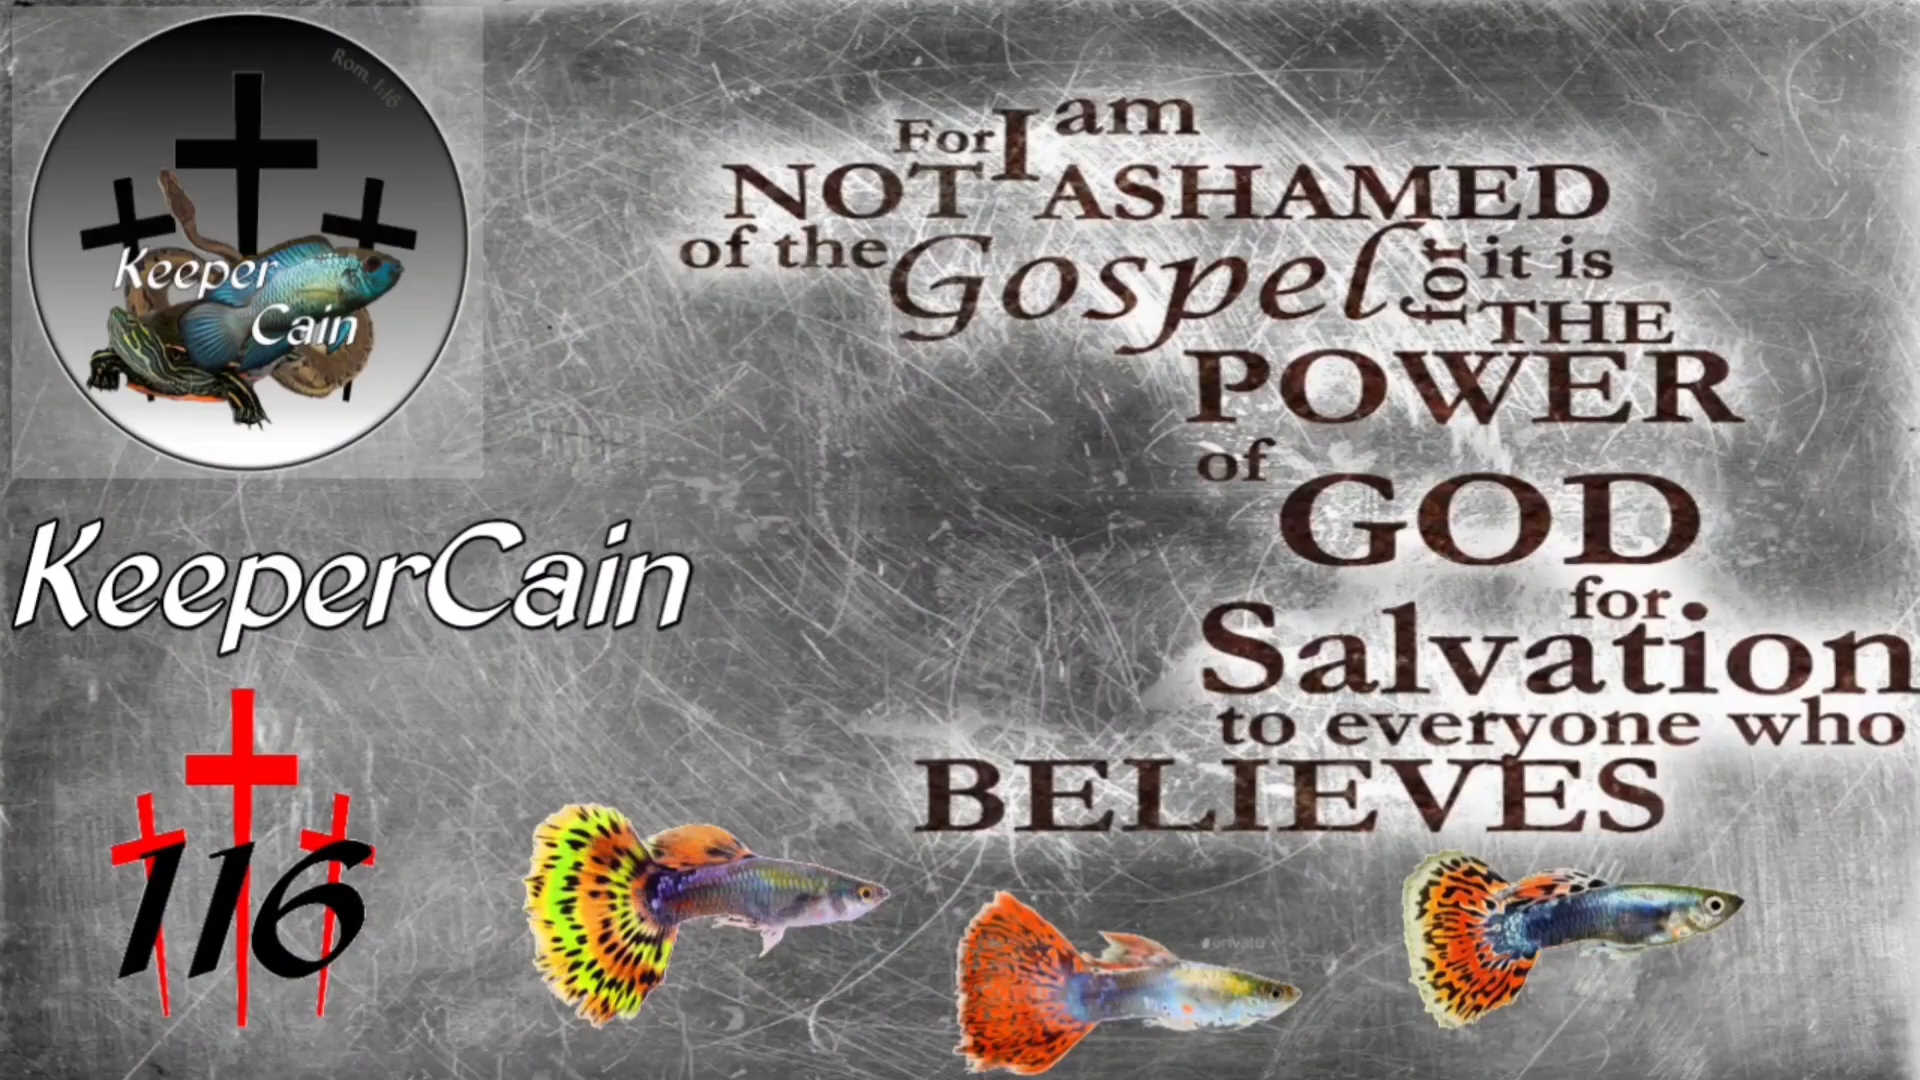 Rom. 1:16
Keeper
Cain
KeeperCain
116
For I am
NOT ASHAMED
of the Gospel for it is
THE
POWER
of
GOD
for
Salvation
to everyone who
BELIEVES
envato